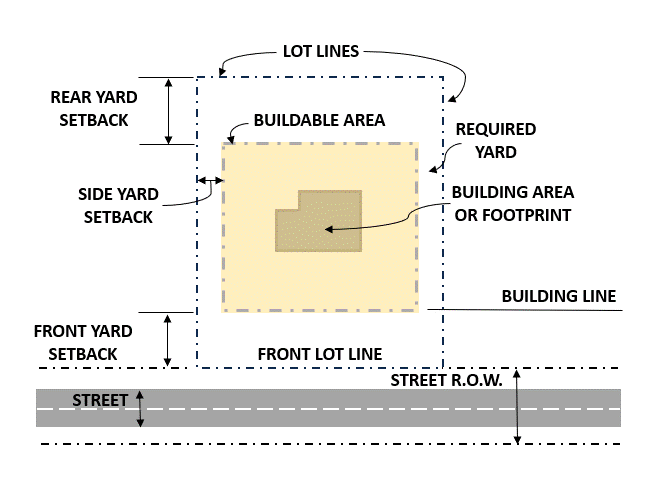 LOT LINES
REAR YARD
SETBACK
BUILDABLE AREA
REQUIRED
YARD
SIDE YARD
SETBACK
BUILDING AREA
OR FOOTPRINT
BUILDING LINE
FRONT YARD
SETBACK
FRONT LOT LINE
STREET R.O.W.
STREET